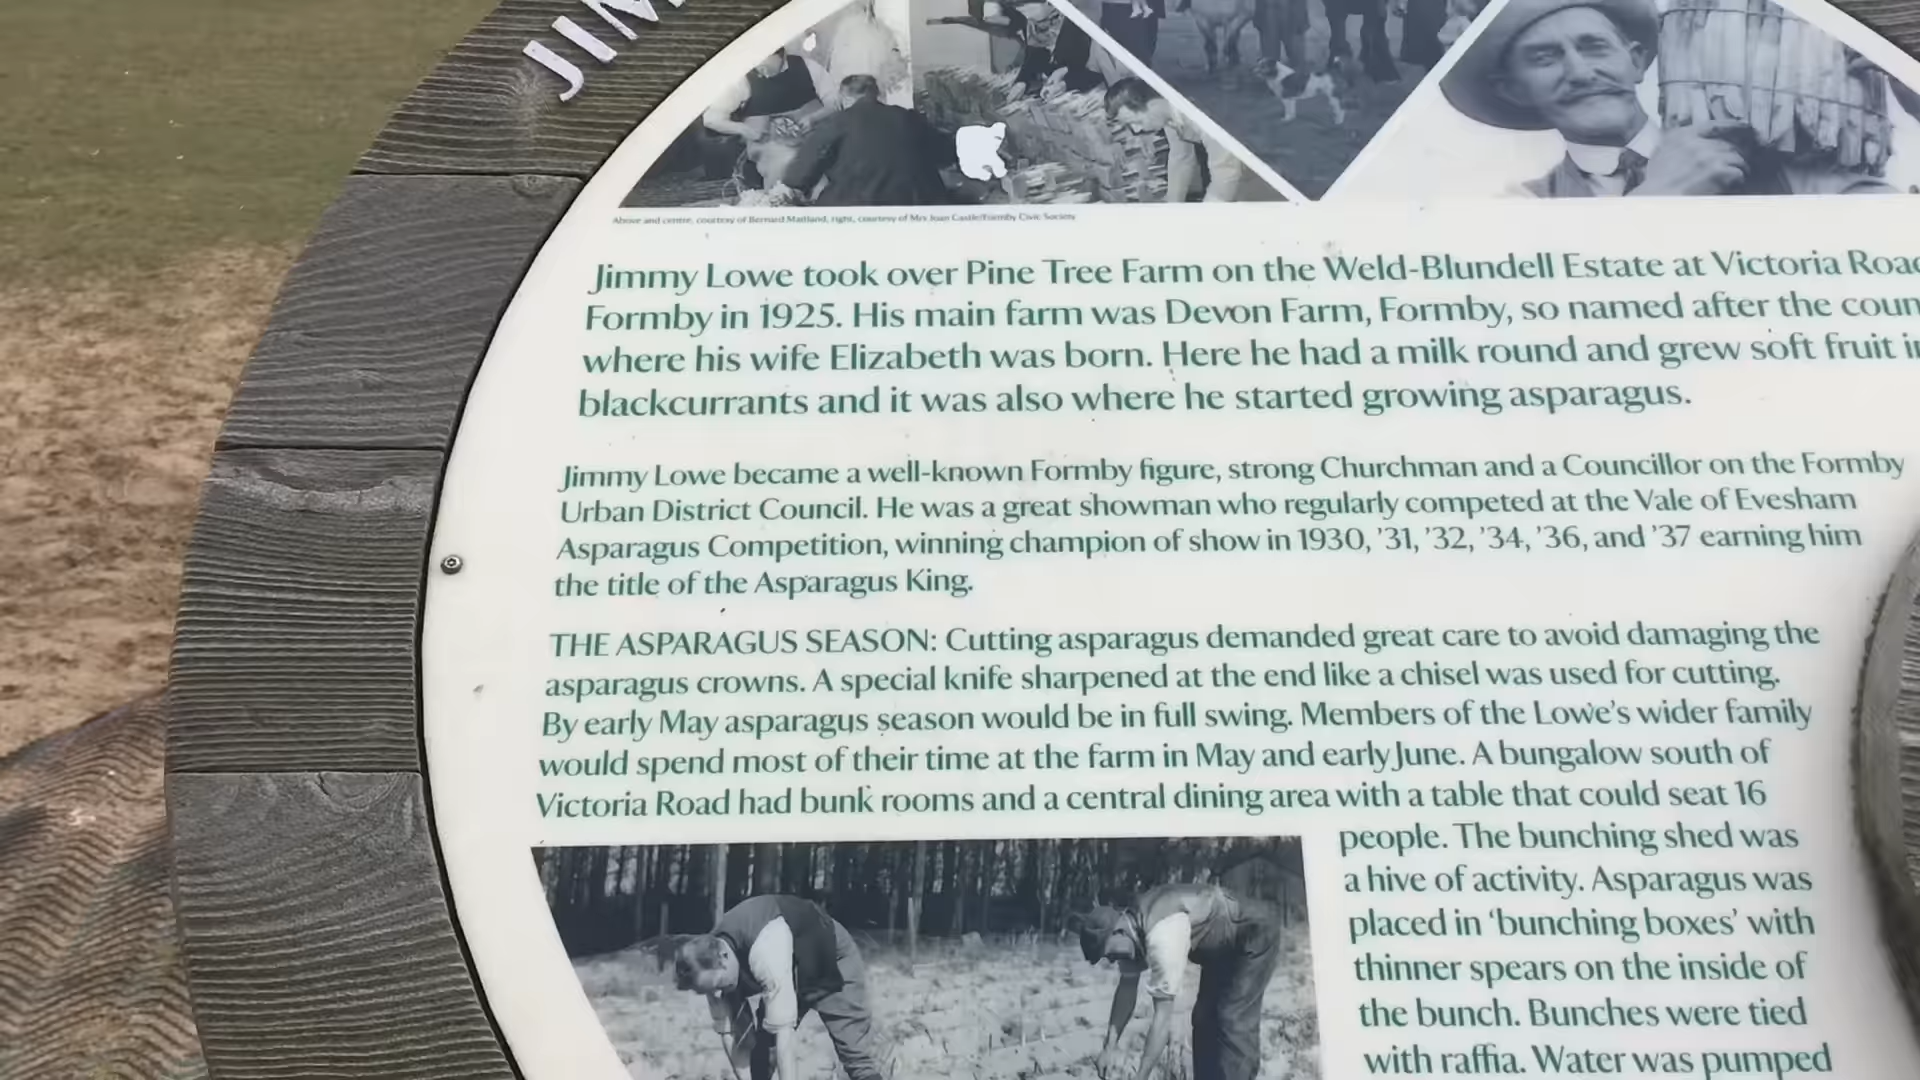 JIM
Above and centre, courtesy of Bernard Maitland, right, courtesy of Mrs Joan Castle/Formby Civic Society
Jimmy Lowe took over Pine Tree Farm on the Weld-Blundell Estate at Victoria Road
Formby in 1925. His main farm was Devon Farm, Formby, so named after the coun
where his wife Elizabeth was born. Here he had a milk round and grew soft fruit in
blackcurrants and it was also where he started growing asparagus.
Jimmy Lowe became a well-known Formby figure, strong Churchman and a Councillor on the Formby
Urban District Council. He was a great showman who regularly competed at the Vale of Evesham
Asparagus Competition, winning champion of show in 1930, ’31, ’32, ’34, ’36, and ’37 earning him
the title of the Asparagus King.
THE ASPARAGUS SEASON: Cutting asparagus demanded great care to avoid damaging the
asparagus crowns. A special knife sharpened at the end like a chisel was used for cutting.
By early May asparagus season would be in full swing. Members of the Lowe’s wider family
would spend most of their time at the farm in May and early June. A bungalow south of
Victoria Road had bunk rooms and a central dining area with a table that could seat 16
people. The bunching shed was
a hive of activity. Asparagus was
placed in ‘bunching boxes’ with
thinner spears on the inside of
the bunch. Bunches were tied
with raffia. Water was pumped